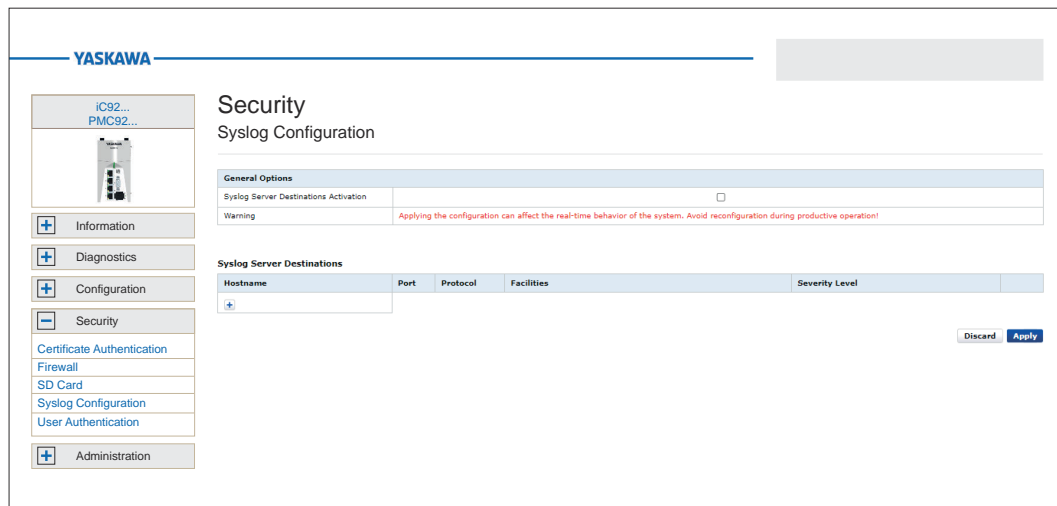 YASKAWA
iC92...
PMC92...
Information
Diagnostics
Configuration
Security
Certificate Authentication
Firewall
SD Card
Syslog Configuration
User Authentication
Administration
Security
Syslog Configuration
General Options
Syslog Server Destinations Activation
Warning Applying the configuration can affect the real-time behavior of the system. Avoid reconfiguration during productive operation!
Syslog Server Destinations
Hostname Port Protocol Facilities Severity Level
Discard Apply